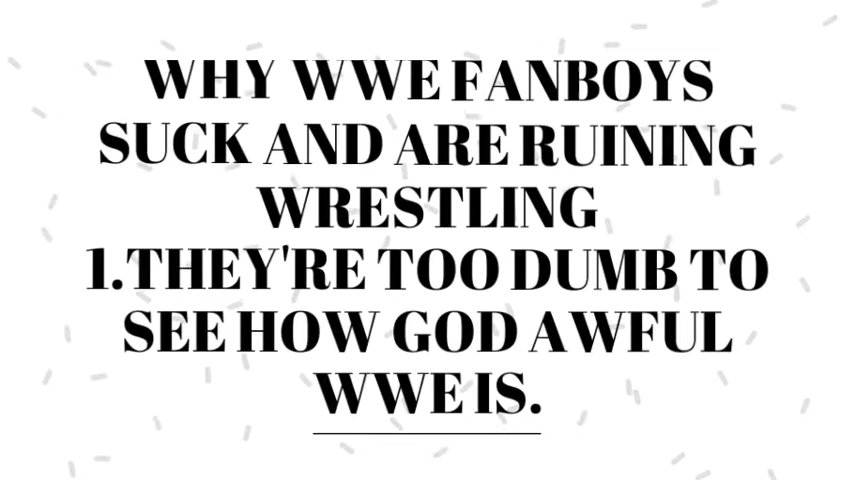 WHY WWE FANBOYS
SUCK AND ARE RUINING
WRESTLING
1.THEY'RE TOO DUMB TO
SEE HOW GOD AWFUL
WWE IS.